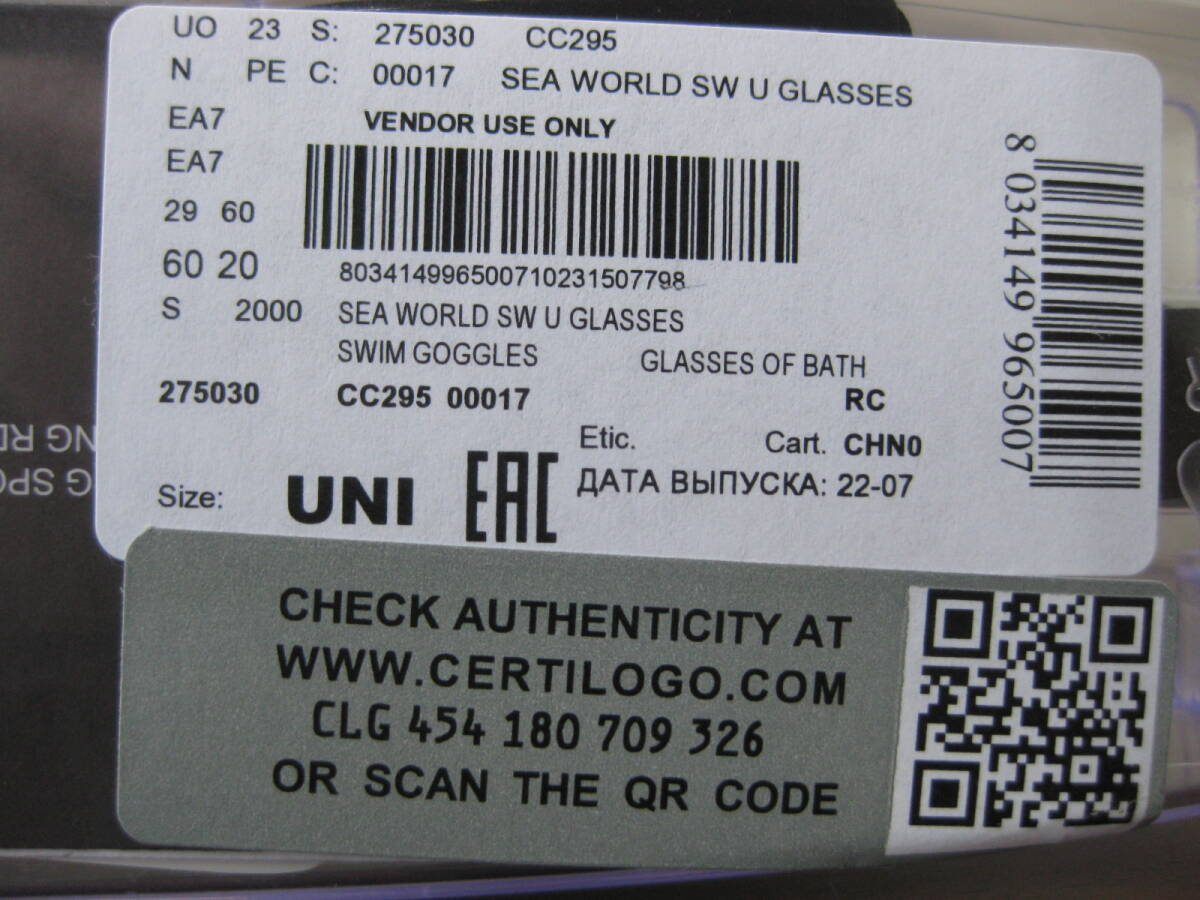 UO 23 S: 275030 CC295
N PE C: 00017 SEA WORLD SW U GLASSES
EA7 VENDOR USE ONLY
EA7
29 60
60 20 803414996500710231507798
S 2000 SEA WORLD SW U GLASSES
SWIM GOGGLES GLASSES OF BATH
275030 CC295 00017 RC
Etic. Cart. CHN0
ДАТА ВЫПУСКА: 22-07
Size: UNI EAC
8 034149 965007
CHECK AUTHENTICITY AT
WWW.CERTILOGO.COM
CLG 454 180 709 326
OR SCAN THE QR CODE